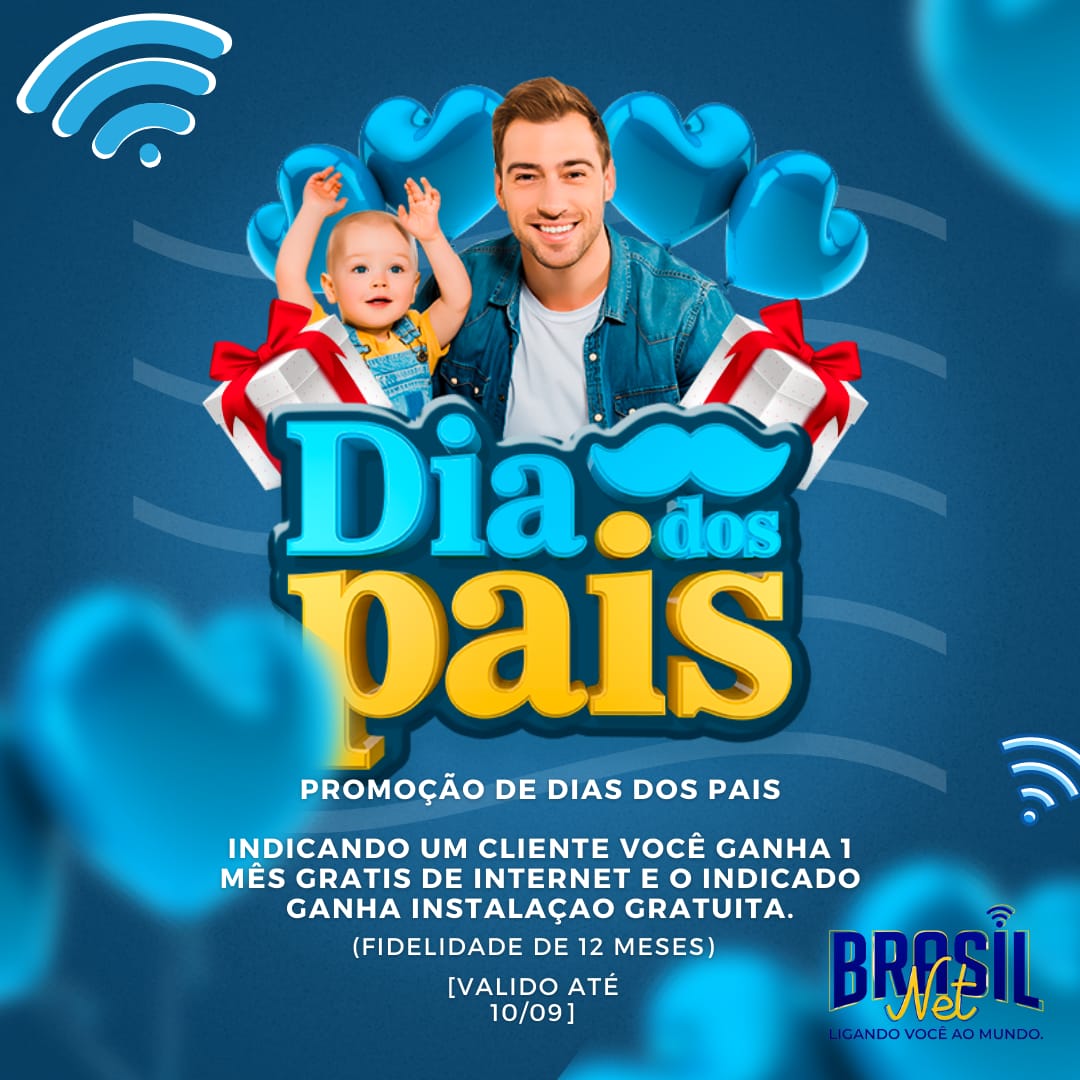 Dia
dos
pais
PROMOÇÃO DE DIAS DOS PAIS
INDICANDO UM CLIENTE VOCÊ GANHA 1
MÊS GRATIS DE INTERNET E O INDICADO
GANHA INSTALAÇAO GRATUITA.
(FIDELIDADE DE 12 MESES)
[VALIDO ATÉ
10/09]
BRASIL
Net
LIGANDO VOCÊ AO MUNDO.